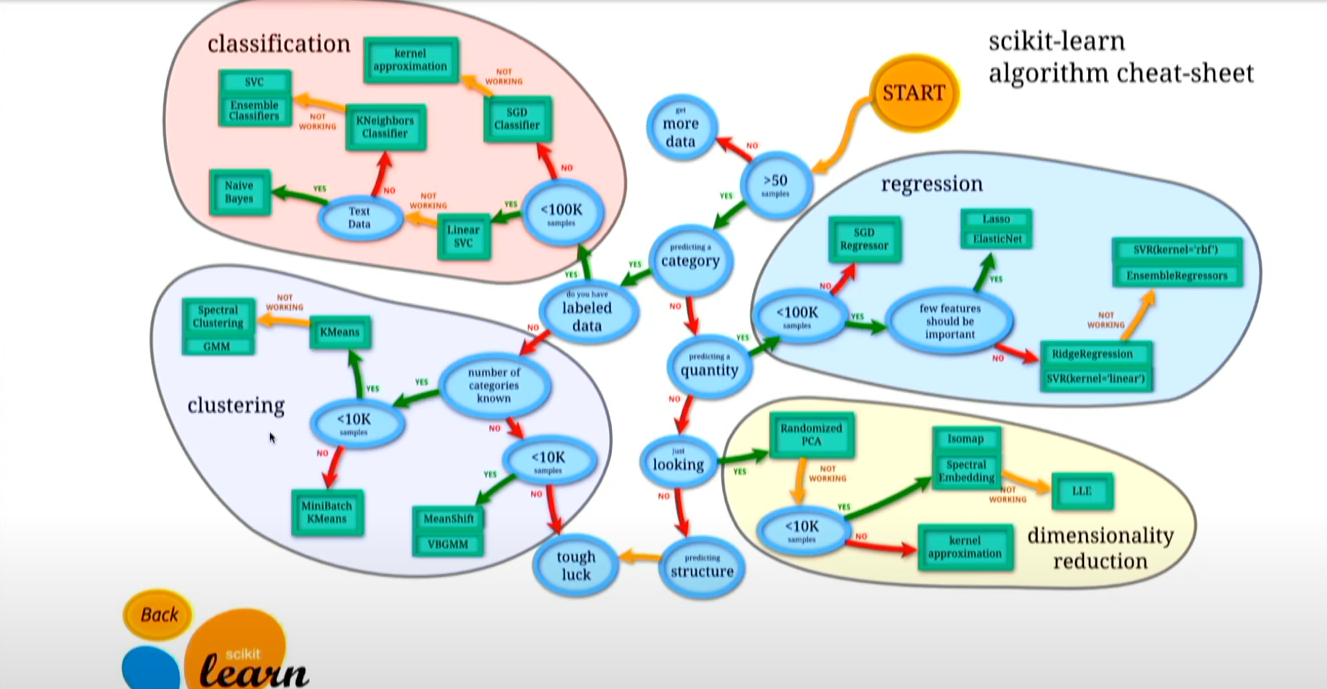 scikit-learn
algorithm cheat-sheet
START
get
more
data
NO
>50
samples
YES
predicting a
category
YES
NO
do you have
labeled
data
YES
NO
predicting a
quantity
YES
NO
just
looking
YES
NO
predicting
structure
tough
luck
classification
kernel
approximation
NOT
WORKING
SVC
Ensemble
Classifiers
NOT
WORKING
KNeighbors
Classifier
SGD
Classifier
NO
Naive
Bayes
YES
NO
Text
Data
NOT
WORKING
Linear
SVC
YES
<100K
samples
regression
SGD
Regressor
NO
<100K
samples
YES
Lasso
ElasticNet
YES
few features
should be
important
NO
SVR(kernel='rbf')
EnsembleRegressors
NOT
WORKING
RidgeRegression
SVR(kernel='linear')
clustering
Spectral
Clustering
GMM
NOT
WORKING
KMeans
YES
<10K
samples
NO
MiniBatch
KMeans
YES
number of
categories
known
NO
<10K
samples
YES
NO
MeanShift
VBGMM
dimensionality
reduction
Randomized
PCA
NOT
WORKING
<10K
samples
YES
NO
Isomap
Spectral
Embedding
NOT
WORKING
LLE
kernel
approximation
Back
scikit
learn